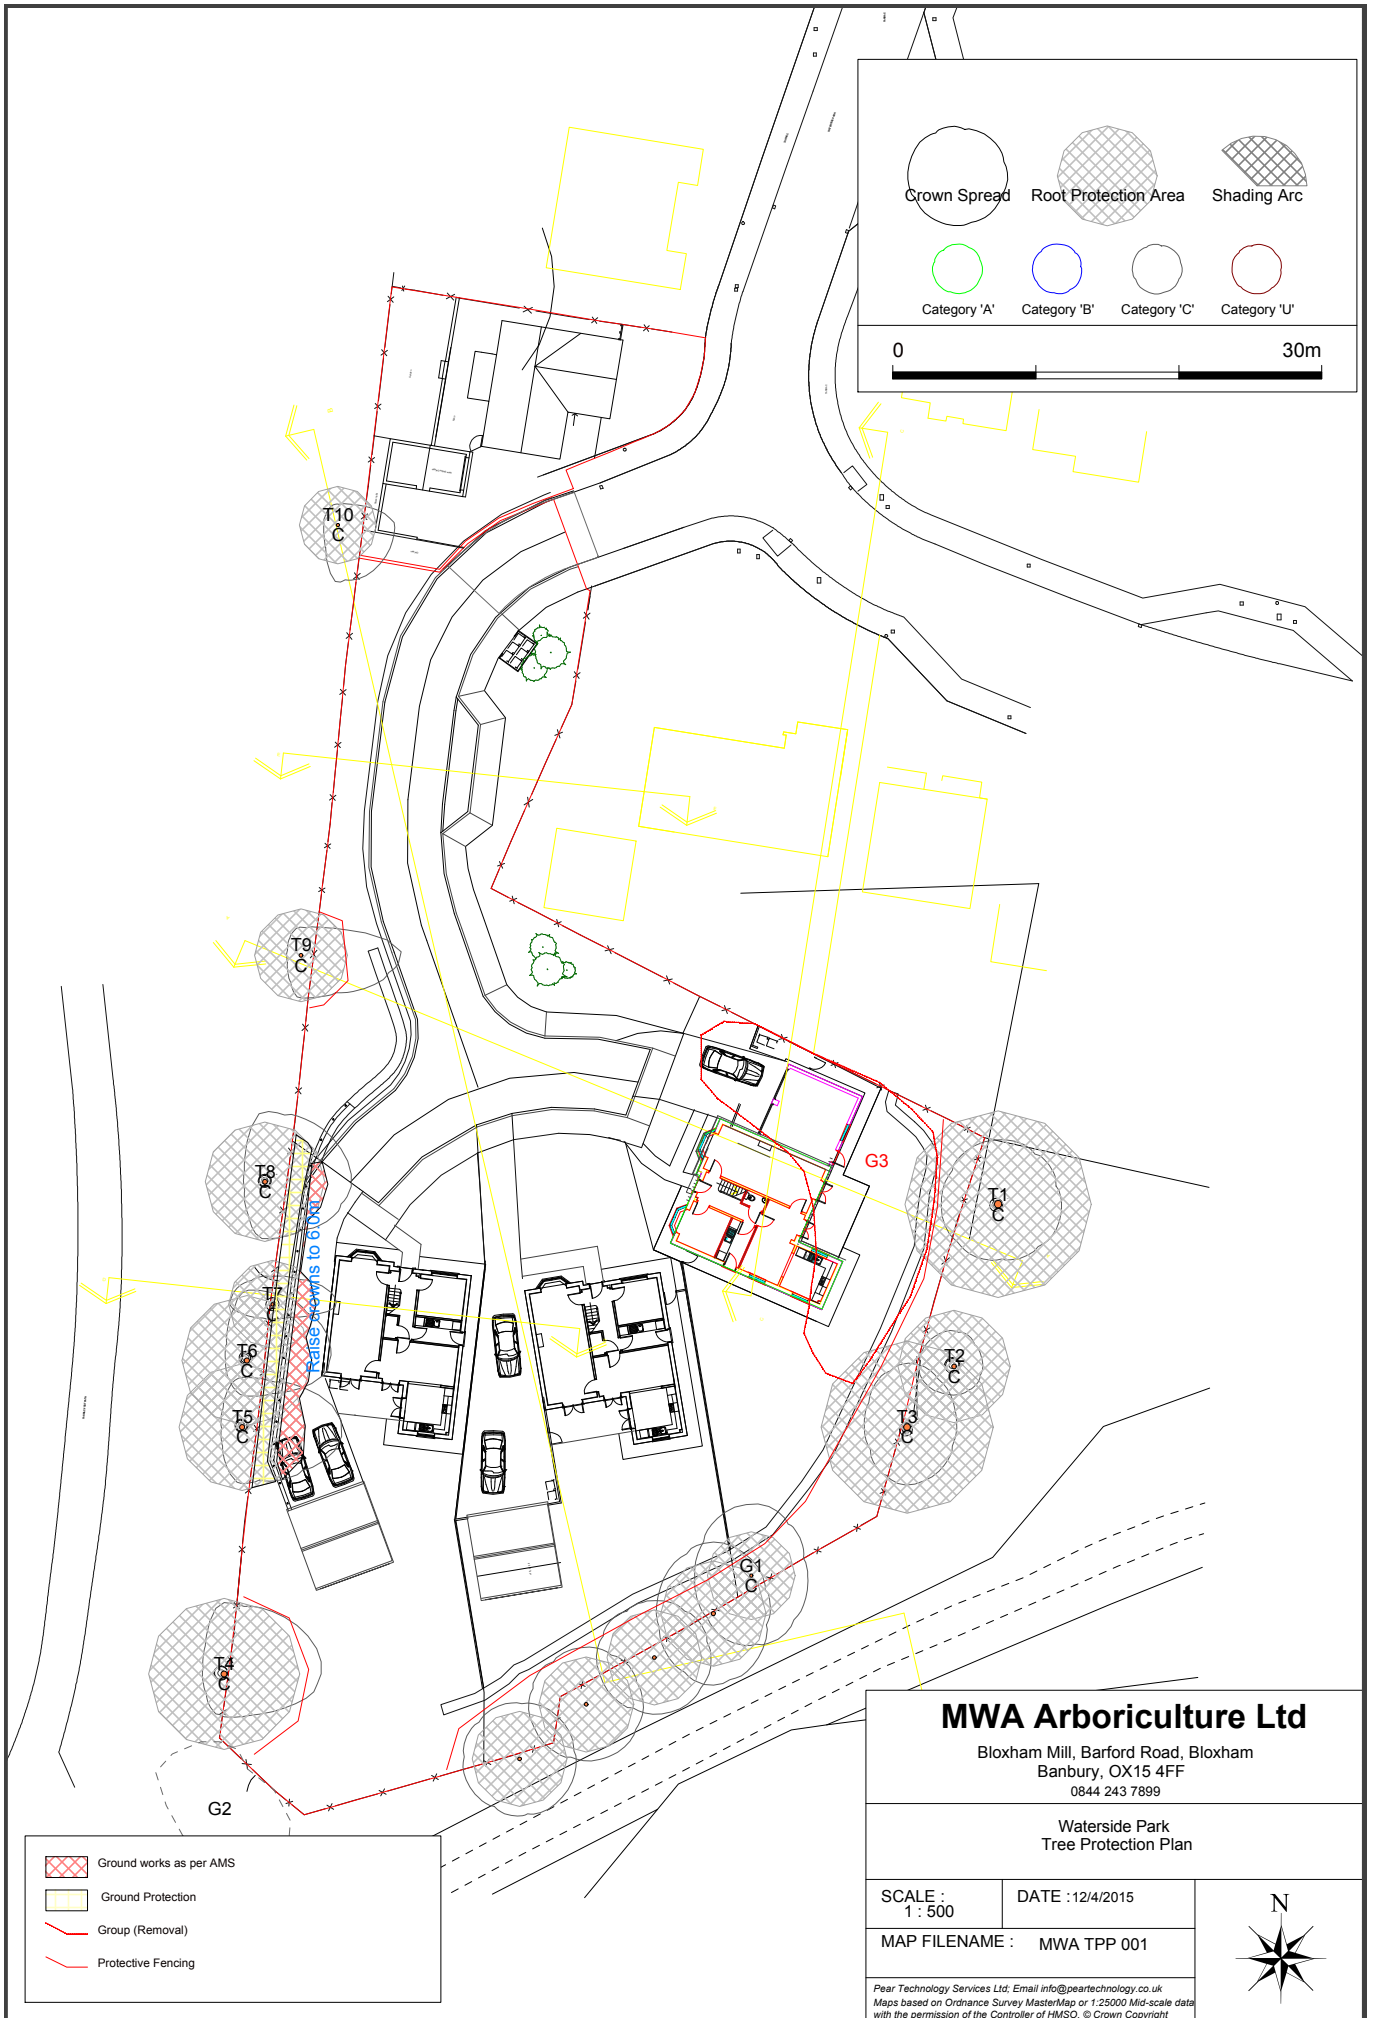 Crown Spread
Root Protection Area
Shading Arc
Category 'A'
Category 'B'
Category 'C'
Category 'U'
0
30m
T10
C
T9
C
T8
C
Raise crowns to 6.0m
T7
C
T6
C
T5
C
T4
C
G2
G3
T1
C
T2
C
T3
C
G1
C
Ground works as per AMS
Ground Protection
Group (Removal)
Protective Fencing
MWA Arboriculture Ltd
Bloxham Mill, Barford Road, Bloxham
Banbury, OX15 4FF
0844 243 7899
Waterside Park
Tree Protection Plan
SCALE :
1 : 500
DATE : 12/4/2015
MAP FILENAME : MWA TPP 001
N
Pear Technology Services Ltd; Email info@peartechnology.co.uk
Maps based on Ordnance Survey MasterMap or 1:25000 Mid-scale data
with the permission of the Controller of HMSO, © Crown Copyright